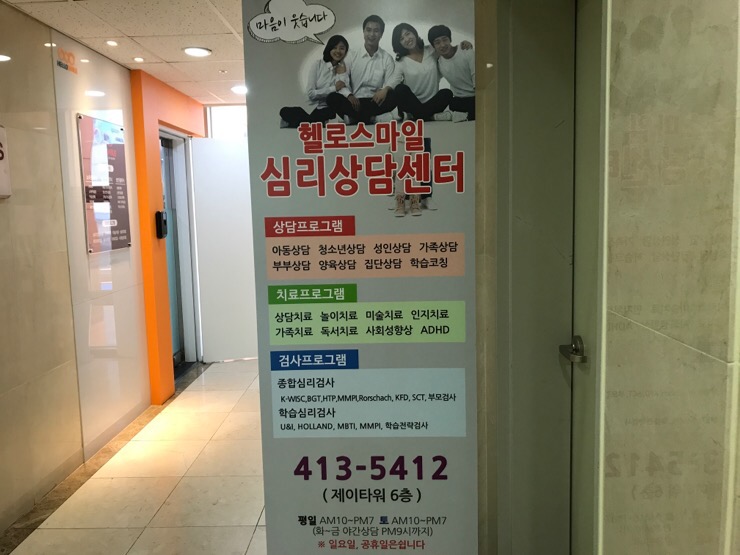 마음이 웃습니다
헬로스마일
심리상담센터
상담프로그램
아동상담 청소년상담 성인상담 가족상담
부부상담 양육상담 집단상담 학습코칭
치료프로그램
상담치료 놀이치료 미술치료 인지치료
가족치료 독서치료 사회성향상 ADHD
검사프로그램
종합심리검사
K-WISC,BGT,HTP,MMPI,Rorschach, KFD, SCT, 부모검사
학습심리검사
U&I, HOLLAND, MBTI, MMPI, 학습전략검사
413-5412
( 제이타워 6층 )
평일 AM10~PM7 토 AM10~PM7
(화~금 야간상담 PM9시까지)
※ 일요일, 공휴일은쉽니다